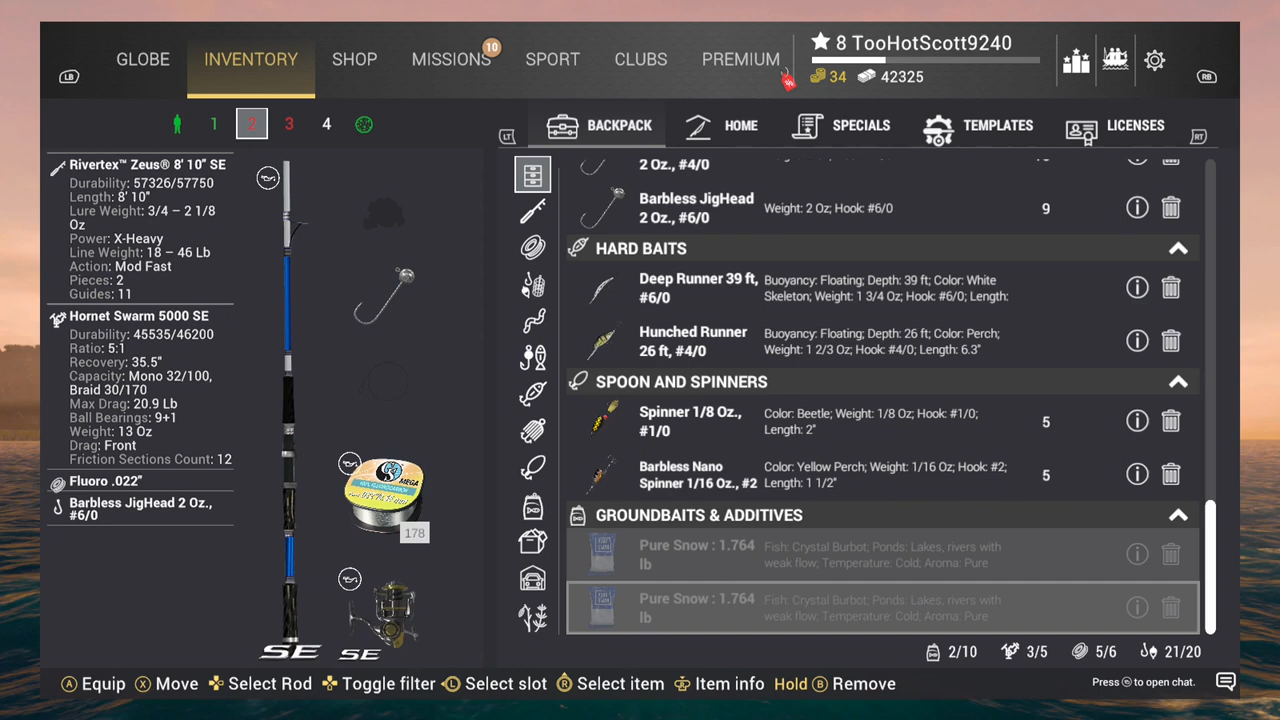 GLOBE
INVENTORY
SHOP
MISSIONS
10
SPORT
CLUBS
PREMIUM
8 TooHotScott9240
34
42325
LB
RB
1
2
3
4
LT
BACKPACK
HOME
SPECIALS
TEMPLATES
LICENSES
RT
Rivertex™ Zeus® 8' 10" SE
Durability: 57326/57750
Length: 8' 10"
Lure Weight: 3/4 – 2 1/8
Oz
Power: X-Heavy
Line Weight: 18 – 46 Lb
Action: Mod Fast
Pieces: 2
Guides: 11
Hornet Swarm 5000 SE
Durability: 45535/46200
Ratio: 5:1
Recovery: 35.5"
Capacity: Mono 32/100,
Braid 30/170
Max Drag: 20.9 Lb
Ball Bearings: 9+1
Weight: 13 Oz
Drag: Front
Friction Sections Count: 12
Fluoro .022"
Barbless JigHead 2 Oz.,
#6/0
MEGA
178
SE
SE
2 Oz., #4/0
Barbless JigHead
2 Oz., #6/0
Weight: 2 Oz; Hook: #6/0
9
HARD BAITS
Deep Runner 39 ft,
#6/0
Buoyancy: Floating; Depth: 39 ft; Color: White
Skeleton; Weight: 1 3/4 Oz; Hook: #6/0; Length:
Hunched Runner
26 ft, #4/0
Buoyancy: Floating; Depth: 26 ft; Color: Perch;
Weight: 1 2/3 Oz; Hook: #4/0; Length: 6.3"
SPOON AND SPINNERS
Spinner 1/8 Oz.,
#1/0
Color: Beetle; Weight: 1/8 Oz; Hook: #1/0;
Length: 2"
5
Barbless Nano
Spinner 1/16 Oz., #2
Color: Yellow Perch; Weight: 1/16 Oz; Hook: #2;
Length: 1 1/2"
5
GROUNDBAITS & ADDITIVES
Pure Snow : 1.764
lb
Fish: Crystal Burbot; Ponds: Lakes, rivers with
weak flow; Temperature: Cold; Aroma: Pure
Pure Snow : 1.764
lb
Fish: Crystal Burbot; Ponds: Lakes, rivers with
weak flow; Temperature: Cold; Aroma: Pure
2/10
3/5
5/6
21/20
A Equip
X Move
Select Rod
Toggle filter
L Select slot
R Select item
Item info
Hold B Remove
Press to open chat.